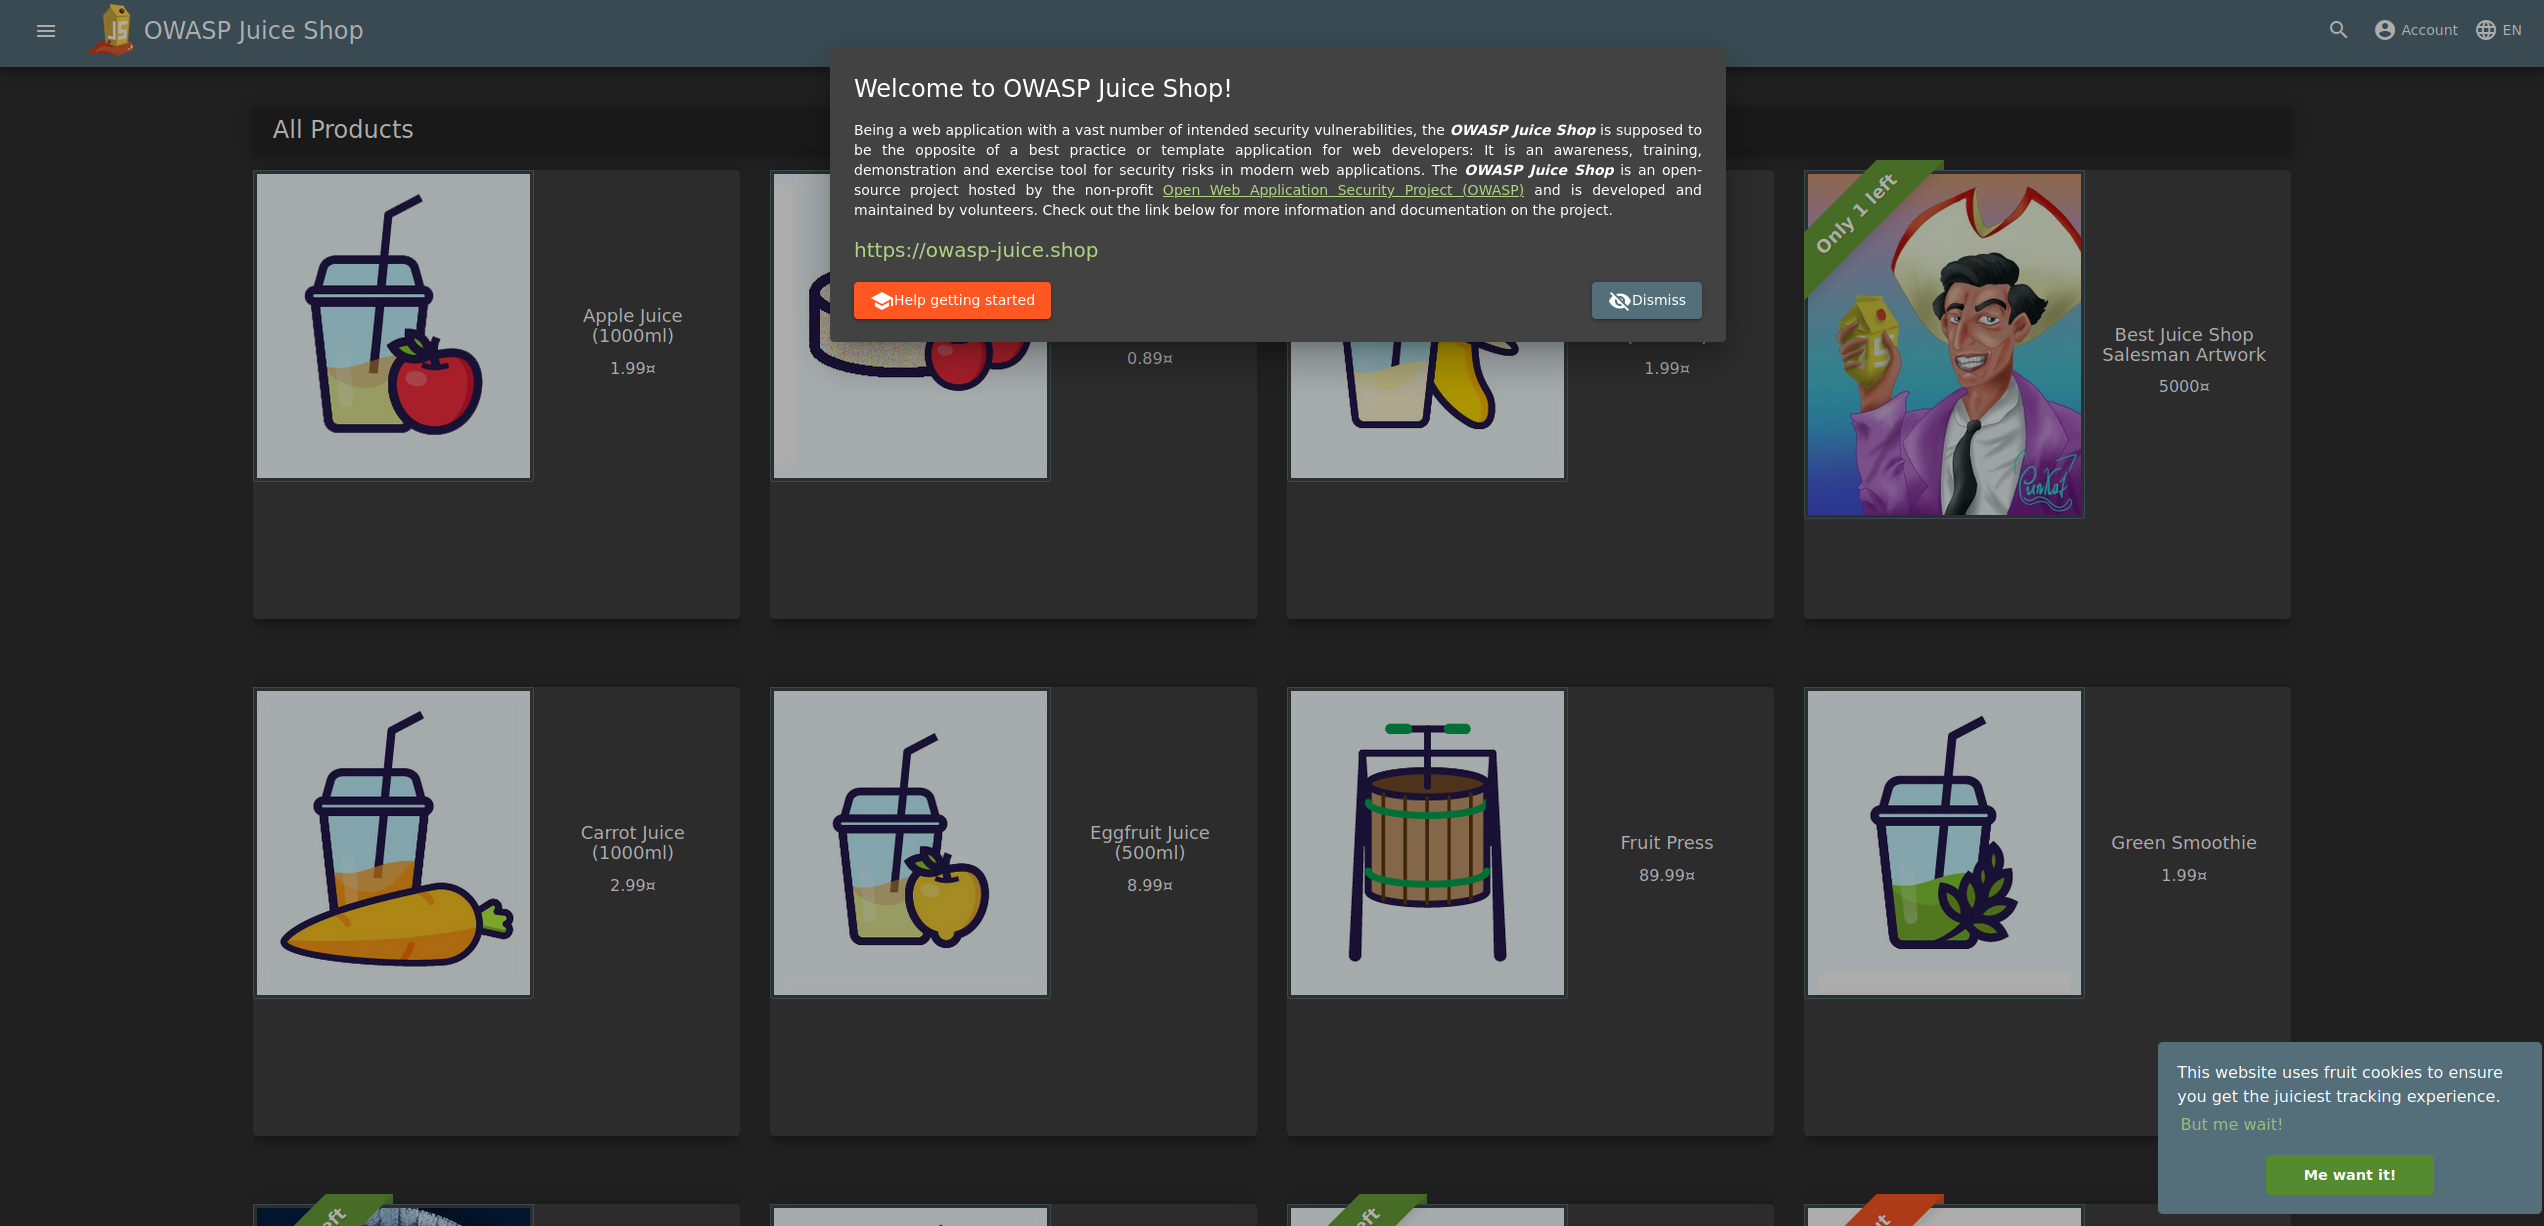 OWASP Juice Shop
Account
EN
Welcome to OWASP Juice Shop!
Being a web application with a vast number of intended security vulnerabilities, the OWASP Juice Shop is supposed to
be the opposite of a best practice or template application for web developers: It is an awareness, training,
demonstration and exercise tool for security risks in modern web applications. The OWASP Juice Shop is an open-
source project hosted by the non-profit Open Web Application Security Project (OWASP) and is developed and
maintained by volunteers. Check out the link below for more information and documentation on the project.
https://owasp-juice.shop
Help getting started
Dismiss
All Products
Apple Juice
(1000ml)
1.99¤
0.89¤
1.99¤
Only 1 left
Best Juice Shop
Salesman Artwork
5000¤
Carrot Juice
(1000ml)
2.99¤
Eggfruit Juice
(500ml)
8.99¤
Fruit Press
89.99¤
Green Smoothie
1.99¤
This website uses fruit cookies to ensure
you get the juiciest tracking experience.
But me wait!
Me want it!